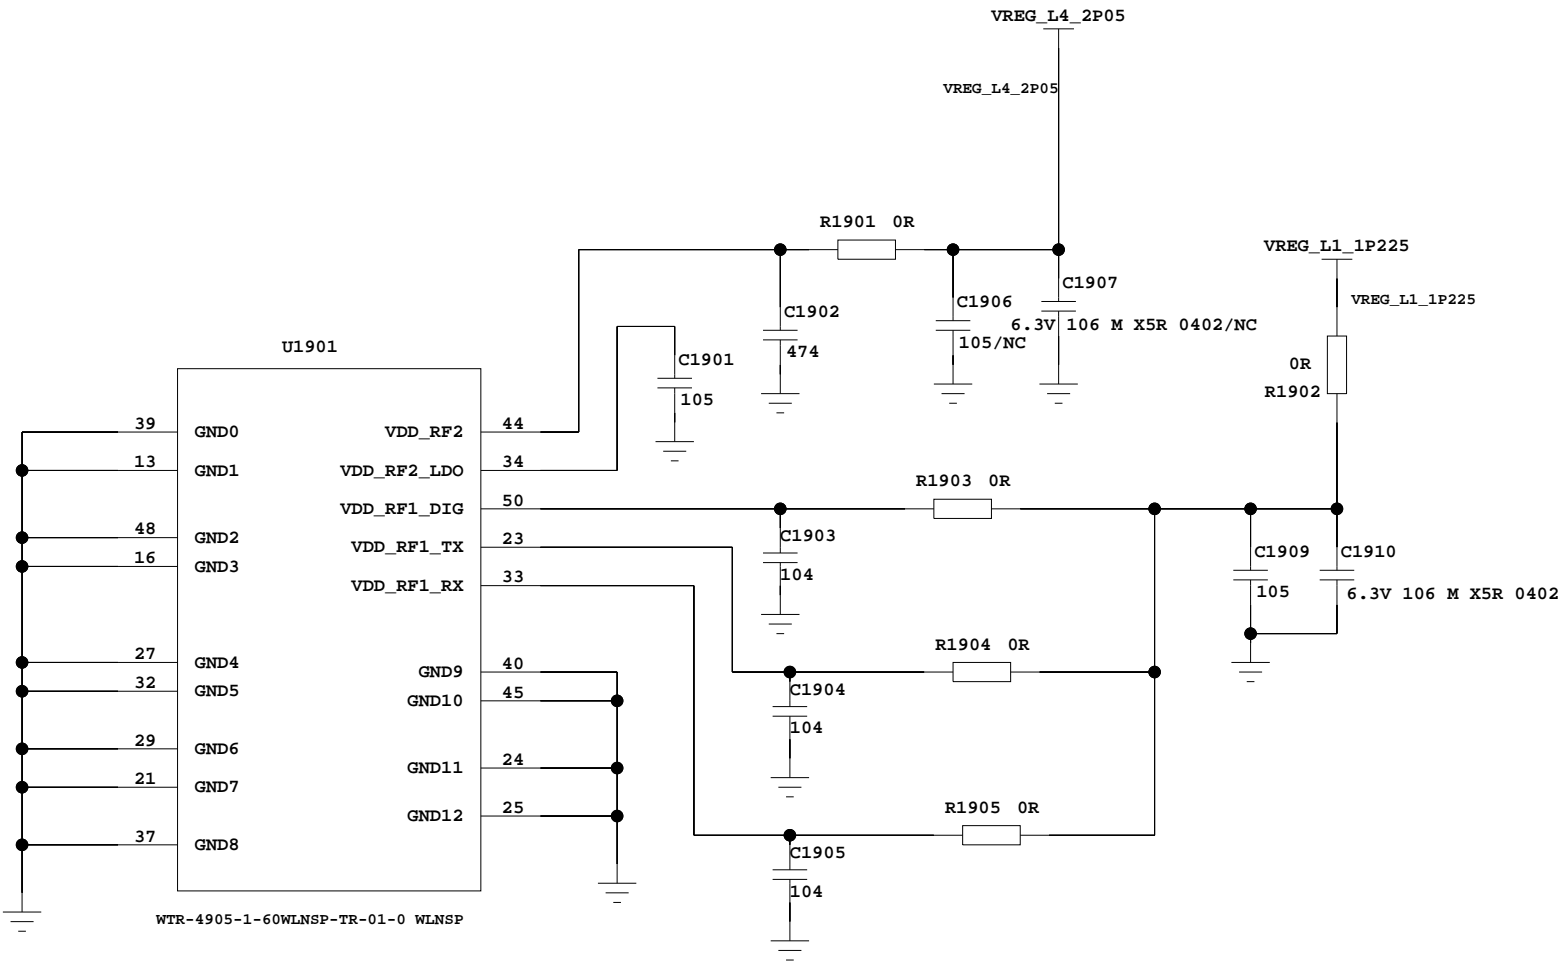 VREG_L4_2P05
VREG_L4_2P05
R1901 0R
VREG_L1_1P225
VREG_L1_1P225
C1907
6.3V 106 M X5R 0402/NC
C1906
105/NC
C1902
474
U1901
C1901
105
0R
R1902
39 GND0
VDD_RF2 44
13 GND1
VDD_RF2_LDO 34
R1903 0R
VDD_RF1_DIG 50
48 GND2
VDD_RF1_TX 23
C1903
104
C1909
105
C1910
6.3V 106 M X5R 0402
16 GND3
VDD_RF1_RX 33
R1904 0R
27 GND4
GND9 40
32 GND5
GND10 45
C1904
104
29 GND6
GND11 24
21 GND7
GND12 25
R1905 0R
37 GND8
C1905
104
WTR-4905-1-60WLNSP-TR-01-0 WLNSP